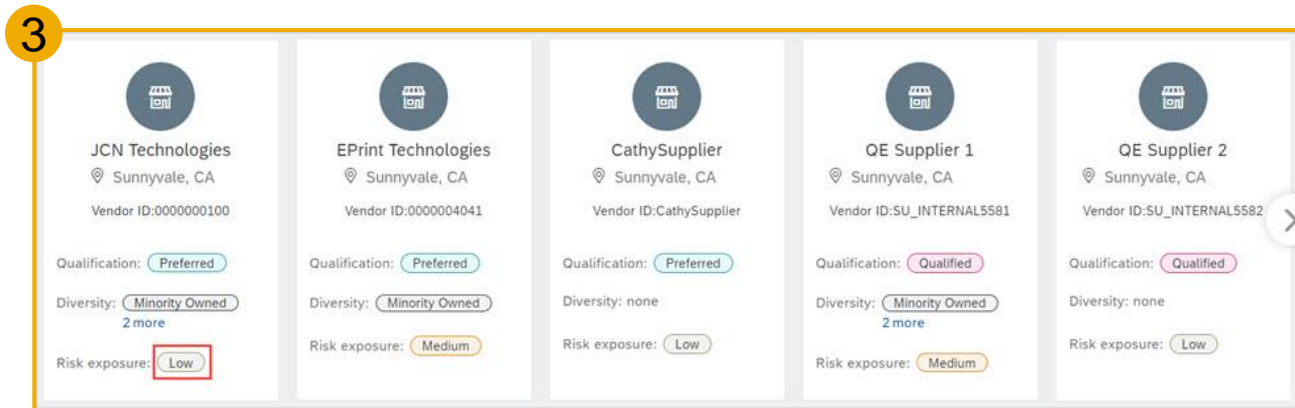 3
JCN Technologies
Sunnyvale, CA
Vendor ID:0000000100
Qualification: Preferred
Diversity: Minority Owned
2 more
Risk exposure: Low
EPrint Technologies
Sunnyvale, CA
Vendor ID:0000004041
Qualification: Preferred
Diversity: Minority Owned
Risk exposure: Medium
CathySupplier
Sunnyvale, CA
Vendor ID:CathySupplier
Qualification: Preferred
Diversity: none
Risk exposure: Low
QE Supplier 1
Sunnyvale, CA
Vendor ID:SU_INTERNAL5581
Qualification: Qualified
Diversity: Minority Owned
2 more
Risk exposure: Medium
QE Supplier 2
Sunnyvale, CA
Vendor ID:SU_INTERNAL5582
Qualification: Qualified
Diversity: none
Risk exposure: Low